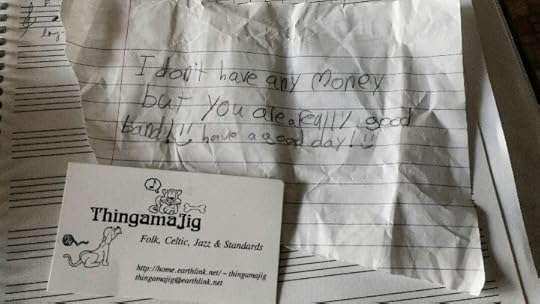 I don't have any money
but you are a really good
band!! have a good day!
ThingamaJig
Folk, Celtic, Jazz & Standards
http://home.earthlink.net/~thingamajig
thingamajig@earthlink.net